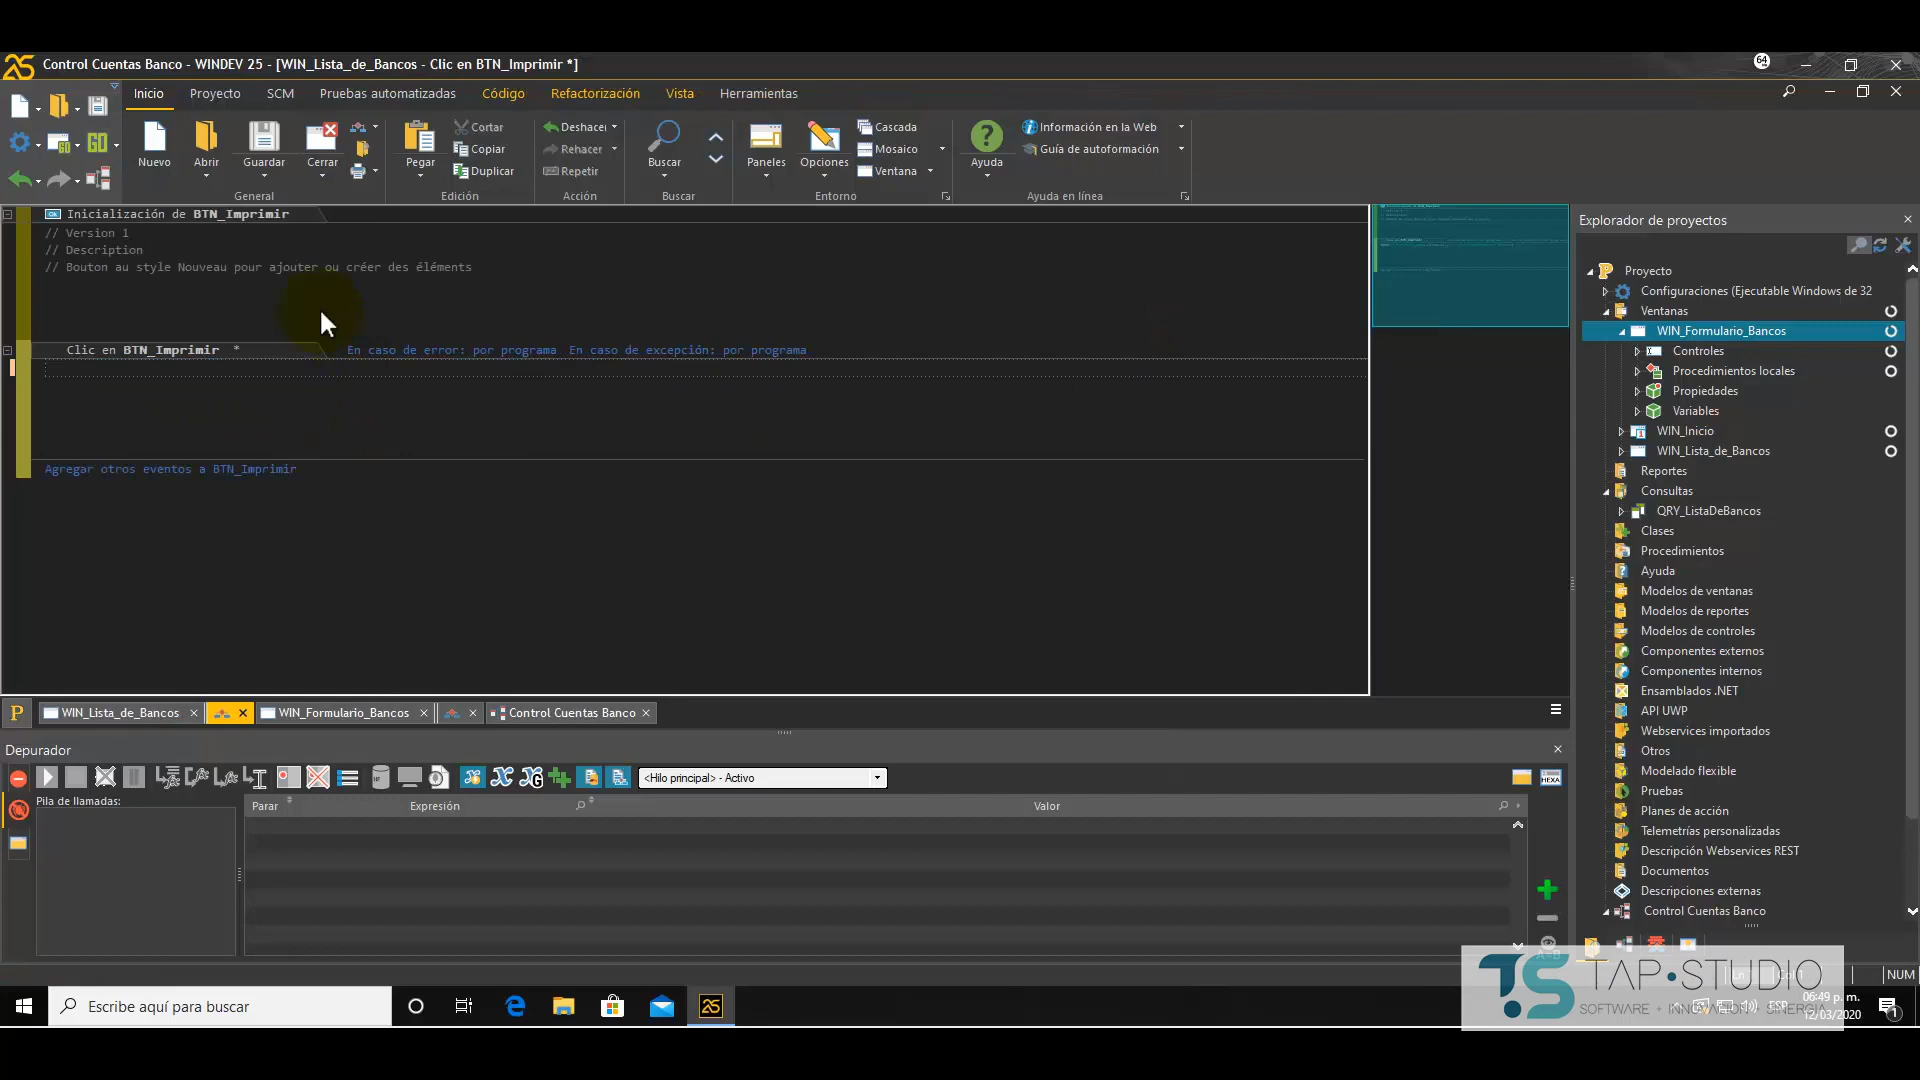 Control Cuentas Banco - WINDEV 25 - [WIN_Lista_de_Bancos - Clic en BTN_Imprimir *]
64
Inicio Proyecto SCM Pruebas automatizadas Código Refactorización Vista Herramientas
Nuevo Abrir Guardar Cerrar
General
Pegar
Cortar
Copiar
Duplicar
Edición
Deshacer
Rehacer
Repetir
Acción
Buscar
Buscar
Paneles Opciones
Cascada
Mosaico
Ventana
Entorno
Ayuda
Información en la Web
Guía de autoformación
Ayuda en línea
Inicialización de BTN_Imprimir
// Version 1
// Description
// Bouton au style Nouveau pour ajouter ou créer des éléments
Clic en BTN_Imprimir * En caso de error: por programa En caso de excepción: por programa
Agregar otros eventos a BTN_Imprimir
Explorador de proyectos
Proyecto
Configuraciones (Ejecutable Windows de 32
Ventanas
WIN_Formulario_Bancos
Controles
Procedimientos locales
Propiedades
Variables
WIN_Inicio
WIN_Lista_de_Bancos
Reportes
Consultas
QRY_ListaDeBancos
Clases
Procedimientos
Ayuda
Modelos de ventanas
Modelos de reportes
Modelos de controles
Componentes externos
Componentes internos
Ensamblados .NET
API UWP
Webservices importados
Otros
Modelado flexible
Pruebas
Planes de acción
Telemetrías personalizadas
Descripción Webservices REST
Documentos
Descripciones externas
Control Cuentas Banco
WIN_Lista_de_Bancos WIN_Formulario_Bancos Control Cuentas Banco
Depurador
<Hilo principal> - Activo
HEXA
Pila de llamadas:
Parar Expresión Valor
NUM
TAP·STUDIO
SOFTWARE + INNOVACIÓN SINERGIA
Escribe aquí para buscar
ESP
06:49 p. m.
12/03/2020
1